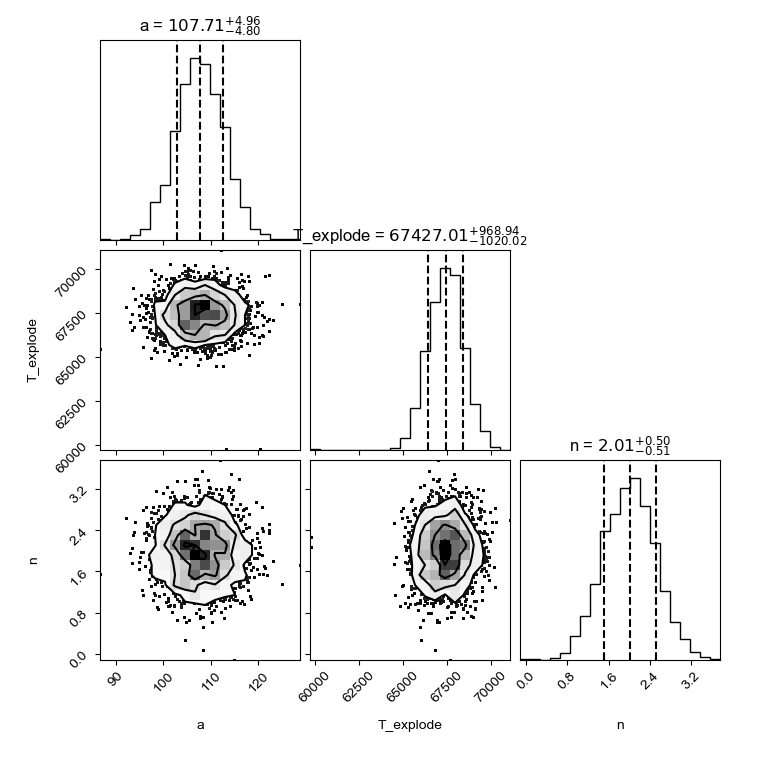 a = 107.71+4.96−4.80
T_explode = 67427.01+968.94−1020.02
70000
67500
65000
62500
60000
T_explode
n = 2.01+0.50−0.51
3.2
2.4
1.6
0.8
0.0
n
90 100 110 120 60000 62500 65000 67500 70000 0.0 0.8 1.6 2.4 3.2
a T_explode n